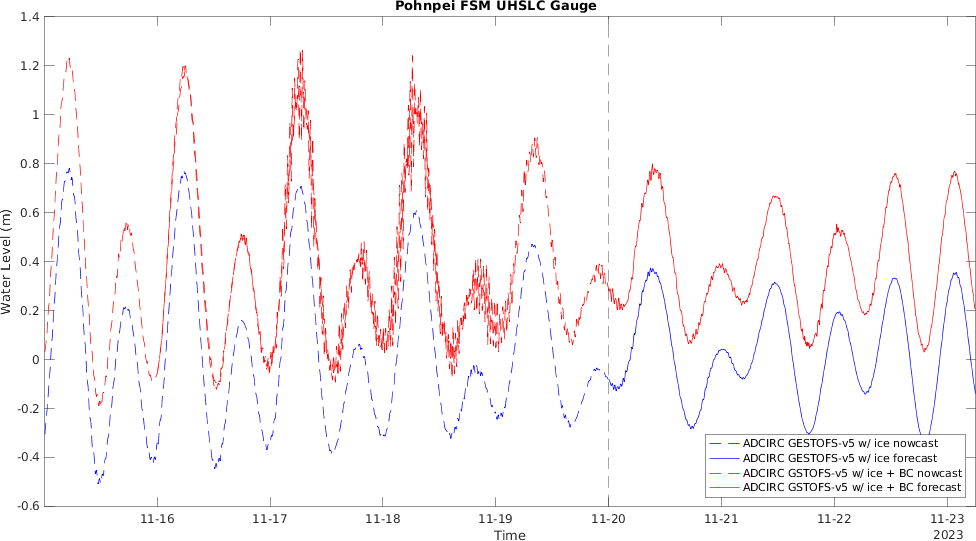 Pohnpei FSM UHSLC Gauge
1.4
1.2
1
0.8
0.6
0.4
0.2
0
-0.2
-0.4
-0.6
Water Level (m)
ADCIRC GESTOFS-v5 w/ ice nowcast
ADCIRC GESTOFS-v5 w/ ice forecast
ADCIRC GSTOFS-v5 w/ ice + BC nowcast
ADCIRC GSTOFS-v5 w/ ice + BC forecast
11-16 11-17 11-18 11-19 11-20 11-21 11-22 11-23
Time
2023